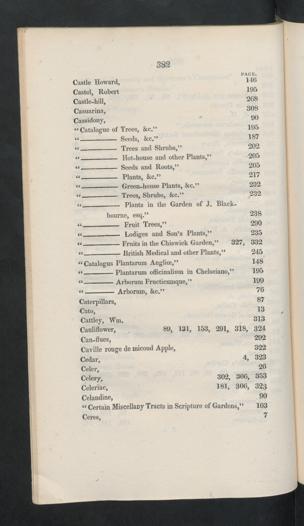 382
PAGE.
Castle Howard, 146
Castel, Robert 195
Castle-hill, 268
Casuarina, 308
Cassidony, 90
"Catalogue of Trees, &c." 195
"——— Seeds, &c." 187
"——— Trees and Shrubs," 202
"——— Hot-house and other Plants," 205
"——— Seeds and Roots," 205
"——— Plants, &c." 217
"——— Green-house Plants, &c." 232
"——— Trees, Shrubs, &c." 232
"——— Plants in the Garden of J. Black-
bourne, esq." 238
"——— Fruit Trees," 290
"——— Lodiges and Son's Plants," 235
"——— Fruits in the Chiswick Garden," 327, 332
"——— British Medical and other Plants," 245
"Catalogus Plantarum Angliæ," 148
"——— Plantarum officinalium in Chelseiano," 195
"——— Arborum Fructicumque," 199
"——— Arborum, &c." 76
Caterpillars, 87
Cato, 13
Cattley, Wm. 313
Cauliflower, 89, 131, 153, 291, 318, 324
Cau-flues, 292
Caville rouge de micoud Apple, 322
Cedar, 4, 323
Celer, 26
Celery, 302, 306, 353
Celeriac, 181, 306, 323
Celandine, 90
"Certain Miscellany Tracts in Scripture of Gardens," 103
Ceres, 7